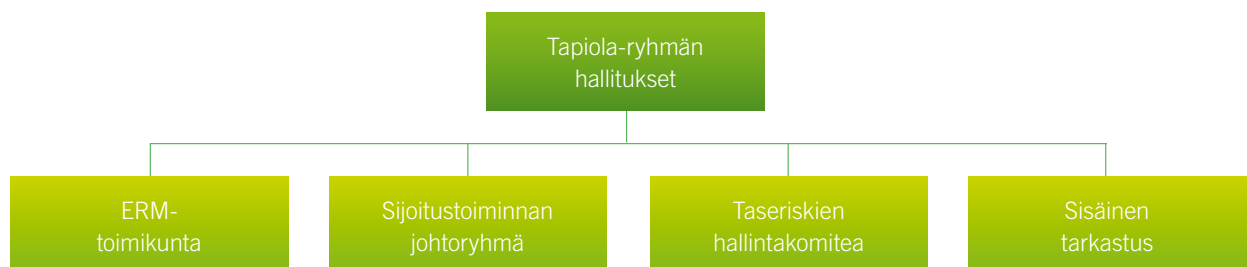 Tapiola-ryhmän
hallitukset
ERM-
toimikunta
Sijoitustoiminnan
johtoryhmä
Taseriskien
hallintakomitea
Sisäinen
tarkastus